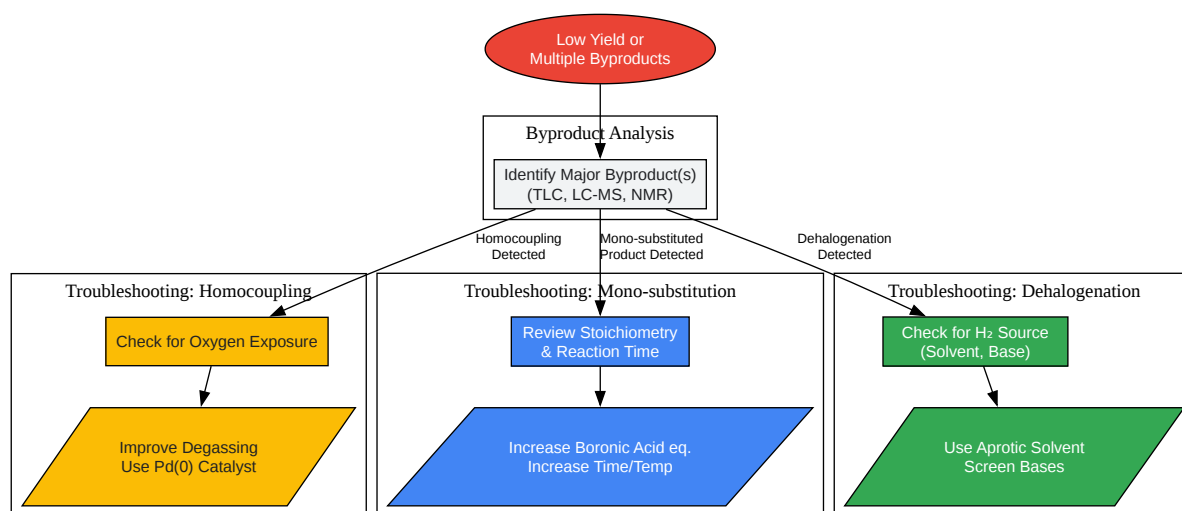 Low Yield or
Multiple Byproducts
Byproduct Analysis
Identify Major Byproduct(s)
(TLC, LC-MS, NMR)
Homocoupling
Detected
Mono-substituted
Product Detected
Dehalogenation
Detected
Troubleshooting: Homocoupling
Check for Oxygen Exposure
Improve Degassing
Use Pd(0) Catalyst
Troubleshooting: Mono-substitution
Review Stoichiometry
& Reaction Time
Increase Boronic Acid eq.
Increase Time/Temp
Troubleshooting: Dehalogenation
Check for H₂ Source
(Solvent, Base)
Use Aprotic Solvent
Screen Bases